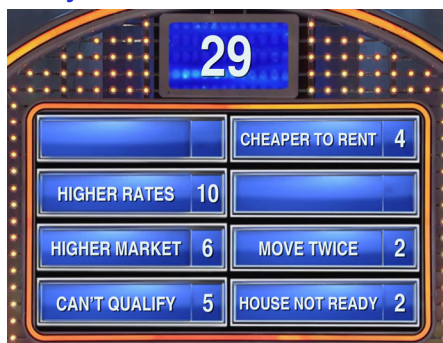 29
CHEAPER TO RENT 4
HIGHER RATES 10
HIGHER MARKET 6
MOVE TWICE 2
CAN'T QUALIFY 5
HOUSE NOT READY 2